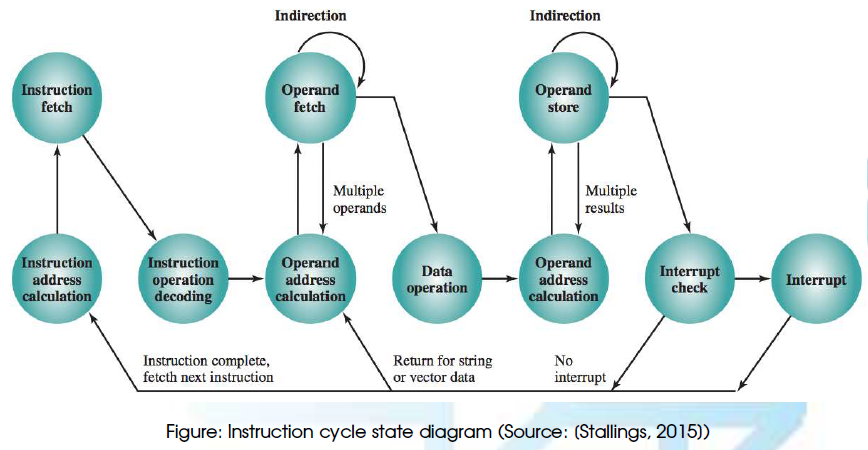 Indirection
Indirection
Instruction
fetch
Operand
fetch
Operand
store
Multiple
operands
Multiple
results
Instruction
address
calculation
Instruction
operation
decoding
Operand
address
calculation
Data
operation
Operand
address
calculation
Interrupt
check
Interrupt
Instruction complete,
fetcth next instruction
Return for string
or vector data
No
interrupt
Figure: Instruction cycle state diagram (Source: (Stallings, 2015))